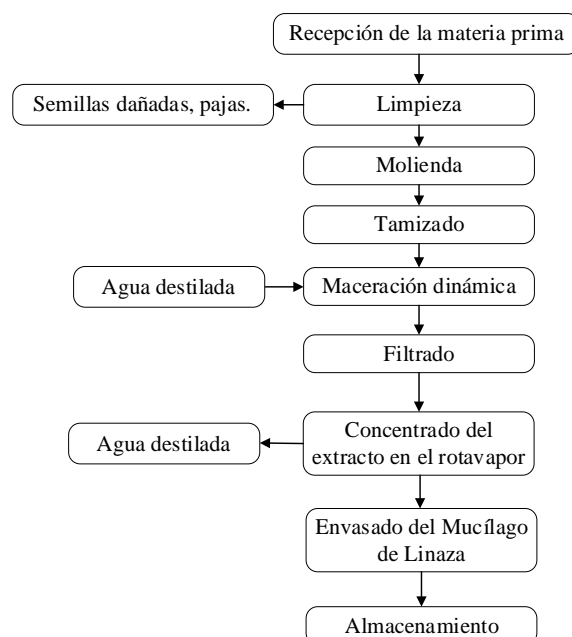 Recepción de la materia prima
Semillas dañadas, pajas.
Limpieza
Molienda
Tamizado
Agua destilada
Maceración dinámica
Filtrado
Agua destilada
Concentrado del
extracto en el rotavapor
Envasado del Mucílago
de Linaza
Almacenamiento